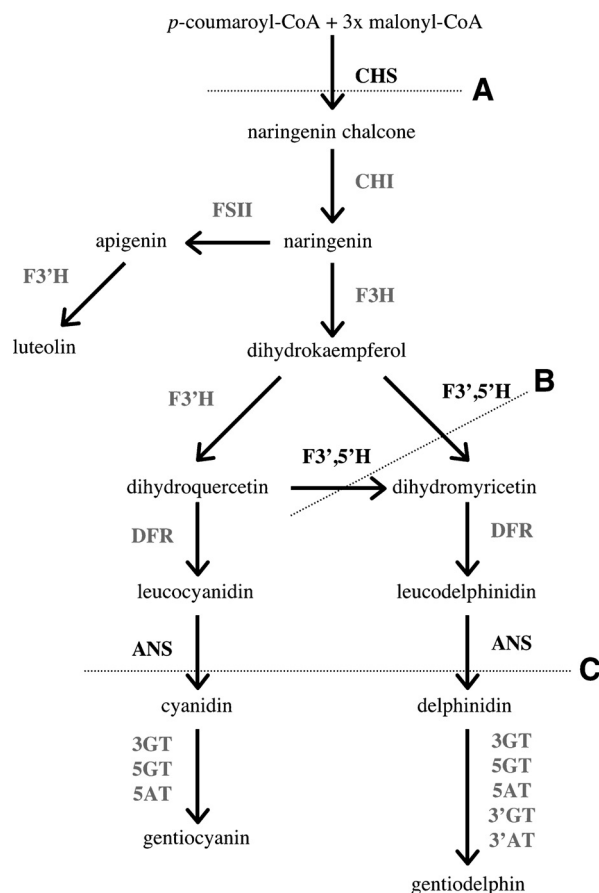 p-coumaroyl-CoA + 3x malonyl-CoA
CHS
A
naringenin chalcone
CHI
FSII
apigenin
naringenin
F3'H
F3H
luteolin
dihydrokaempferol
B
F3'H
F3',5'H
F3',5'H
dihydroquercetin
dihydromyricetin
DFR
DFR
leucocyanidin
leucodelphinidin
ANS
ANS
C
cyanidin
delphinidin
3GT
5GT
5AT
3GT
5GT
5AT
3'GT
3'AT
gentiocyanin
gentiodelphin